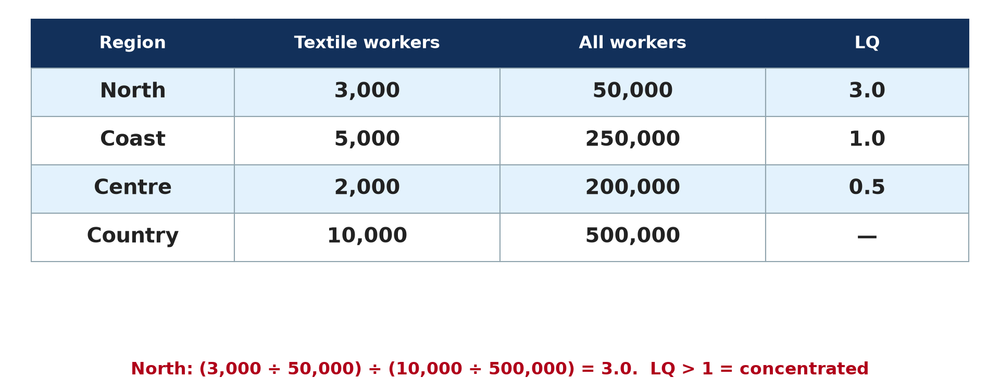 Region Textile workers All workers LQ
North 3,000 50,000 3.0
Coast 5,000 250,000 1.0
Centre 2,000 200,000 0.5
Country 10,000 500,000 —
North: (3,000 ÷ 50,000) ÷ (10,000 ÷ 500,000) = 3.0.  LQ > 1 = concentrated